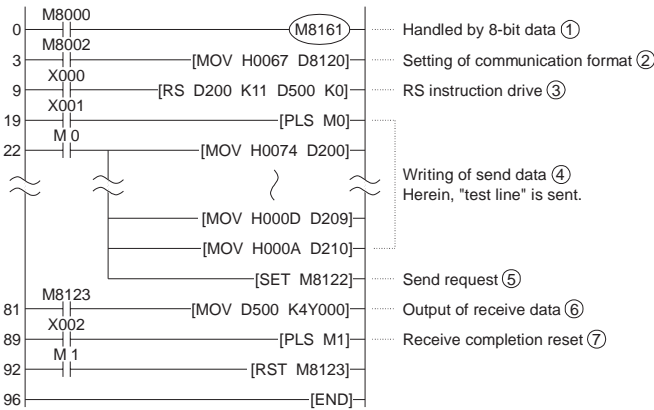 M8000
0 M8161 Handled by 8-bit data ①
M8002
3 [MOV H0067 D8120] Setting of communication format ②
X000
9 [RS D200 K11 D500 K0] RS instruction drive ③
X001
19 [PLS M0]
M 0
22 [MOV H0074 D200]
Writing of send data ④
Herein, "test line" is sent.
[MOV H000D D209]
[MOV H000A D210]
[SET M8122] Send request ⑤
M8123
81 [MOV D500 K4Y000] Output of receive data ⑥
X002
89 [PLS M1] Receive completion reset ⑦
M 1
92 [RST M8123]
96 [END]